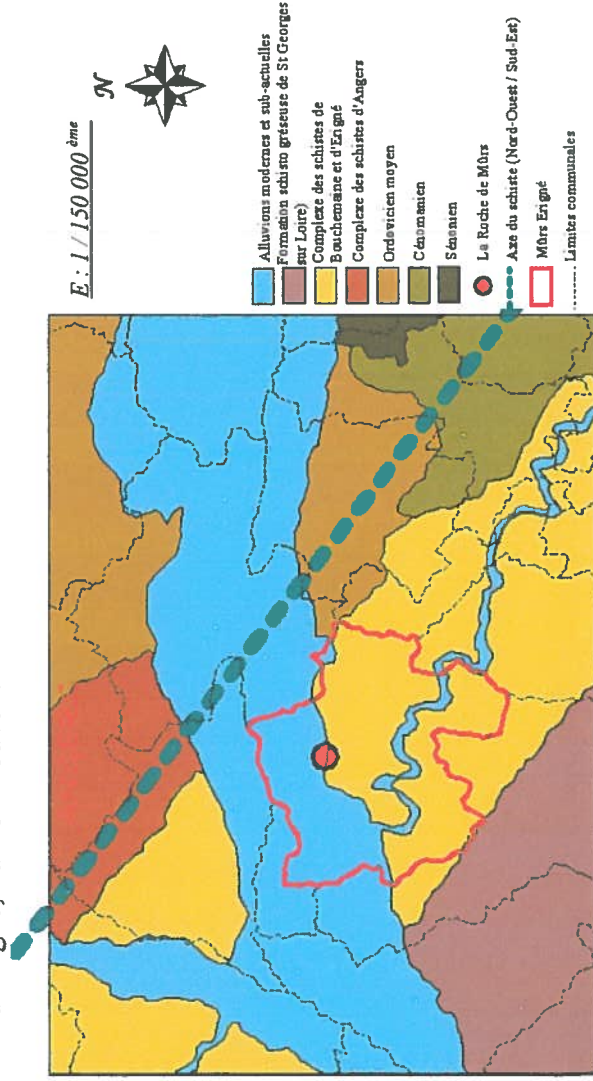 E : 1 / 150 000 ème
N
Alluvions modernes et sub-actuelles
Formation schisto gréseuse de St Georges
sur Loire)
Complexe des schistes de
Bouchemaine et d'Erigné
Complexe des schistes d'Angers
Ordovicien moyen
Cénomanien
Sénonien
La Roche de Mûrs
Axe du schiste (Nord-Ouest / Sud-Est)
Mûrs Erigné
Limites communales